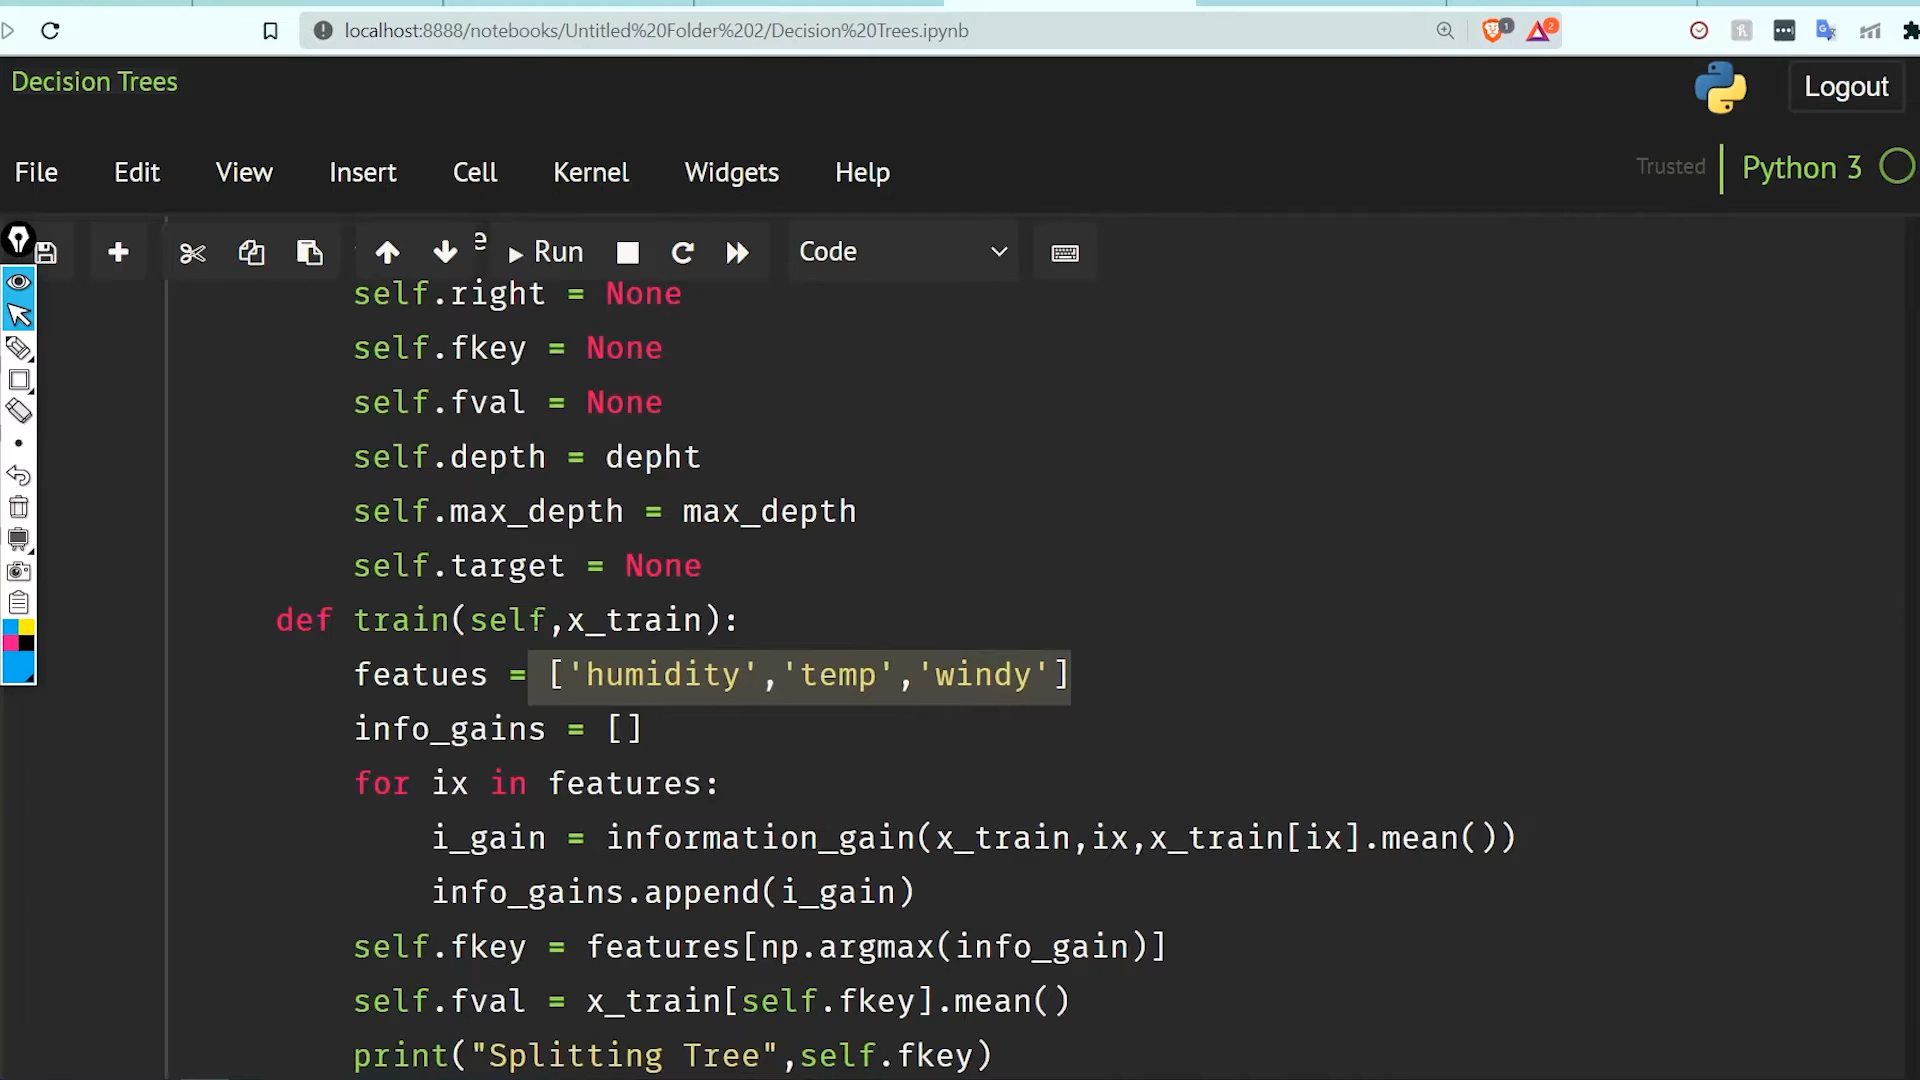 localhost:8888/notebooks/Untitled%20Folder%202/Decision%20Trees.ipynb
1
2
Decision Trees
Logout
File Edit View Insert Cell Kernel Widgets Help
Trusted
Python 3
e
Run
Code
self.right = None
self.fkey = None
self.fval = None
self.depth = depht
self.max_depth = max_depth
self.target = None
def train(self,x_train):
featues = ['humidity','temp','windy']
info_gains = []
for ix in features:
i_gain = information_gain(x_train,ix,x_train[ix].mean())
info_gains.append(i_gain)
self.fkey = features[np.argmax(info_gain)]
self.fval = x_train[self.fkey].mean()
print("Splitting Tree",self.fkey)